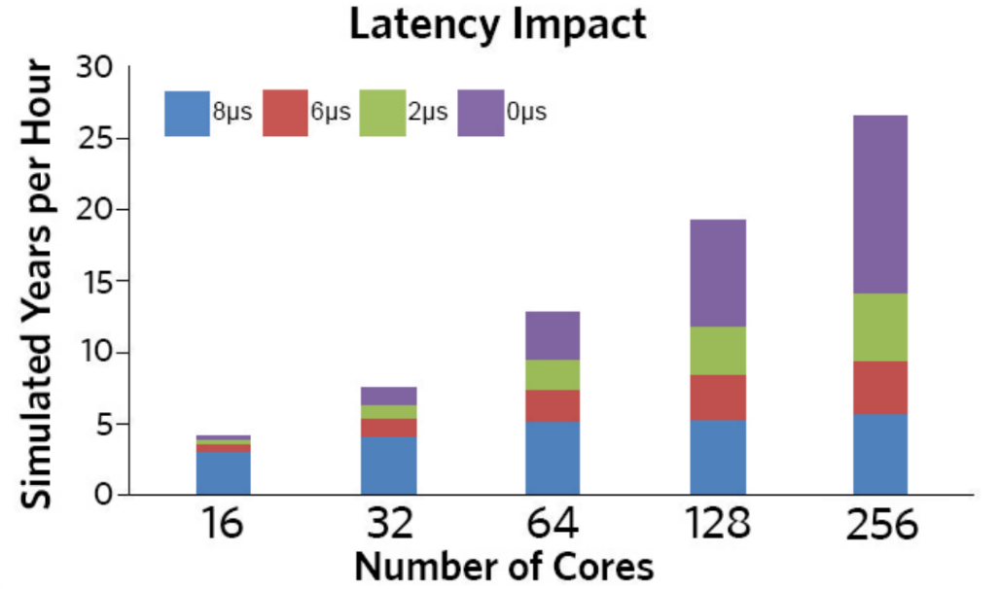 Latency Impact
Simulated Years per Hour
30
25
20
15
10
5
0
8µs 6µs 2µs 0µs
16 32 64 128 256
Number of Cores